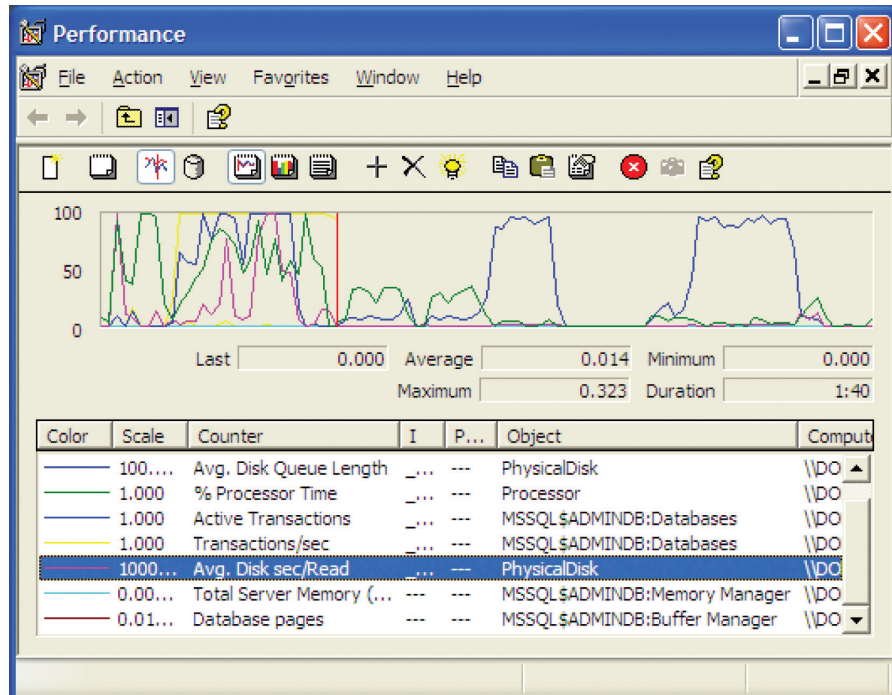 Performance
File Action View Favorites Window Help
100
50
0
Last 0.000 Average 0.014 Minimum 0.000
Maximum 0.323 Duration 1:40
Color Scale Counter I P... Object Comput
100.... Avg. Disk Queue Length _... --- PhysicalDisk \\DO
1.000 % Processor Time _... --- Processor \\DO
1.000 Active Transactions _... --- MSSQL$ADMINDB:Databases \\DO
1.000 Transactions/sec _... --- MSSQL$ADMINDB:Databases \\DO
1000... Avg. Disk sec/Read _... --- PhysicalDisk \\DO
0.00... Total Server Memory (... --- --- MSSQL$ADMINDB:Memory Manager \\DO
0.01... Database pages --- --- MSSQL$ADMINDB:Buffer Manager \\DO